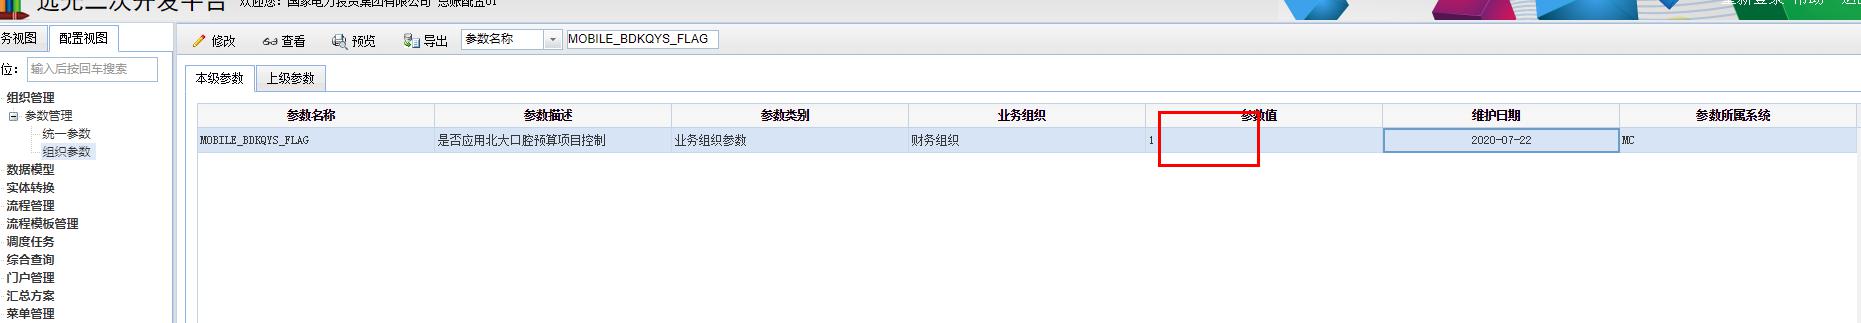 远光二次开发平台 欢迎您：国家电力投资集团有限公司 总账配置01
重新登录 帮助 退
务视图 配置视图
修改 查看 预览 导出 参数名称 MOBILE_BDKQYS_FLAG
位： 输入后按回车搜索
本级参数 上级参数
组织管理
参数管理
统一参数
组织参数
数据模型
实体转换
流程管理
流程模板管理
调度任务
综合查询
门户管理
汇总方案
菜单管理
参数名称 参数描述 参数类别 业务组织 参数值 维护日期 参数所属系统
MOBILE_BDKQYS_FLAG 是否应用北大口腔预算项目控制 业务组织参数 财务组织 1 2020-07-22 MC